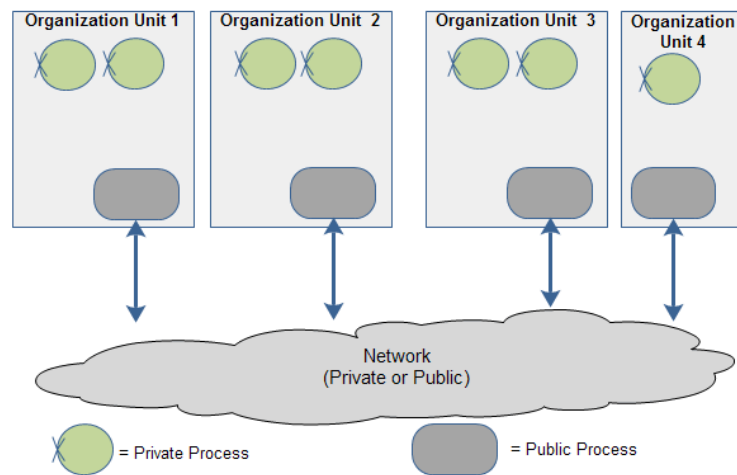 Organization Unit 1
Organization Unit 2
Organization Unit 3
Organization
Unit 4
Network
(Private or Public)
= Private Process
= Public Process